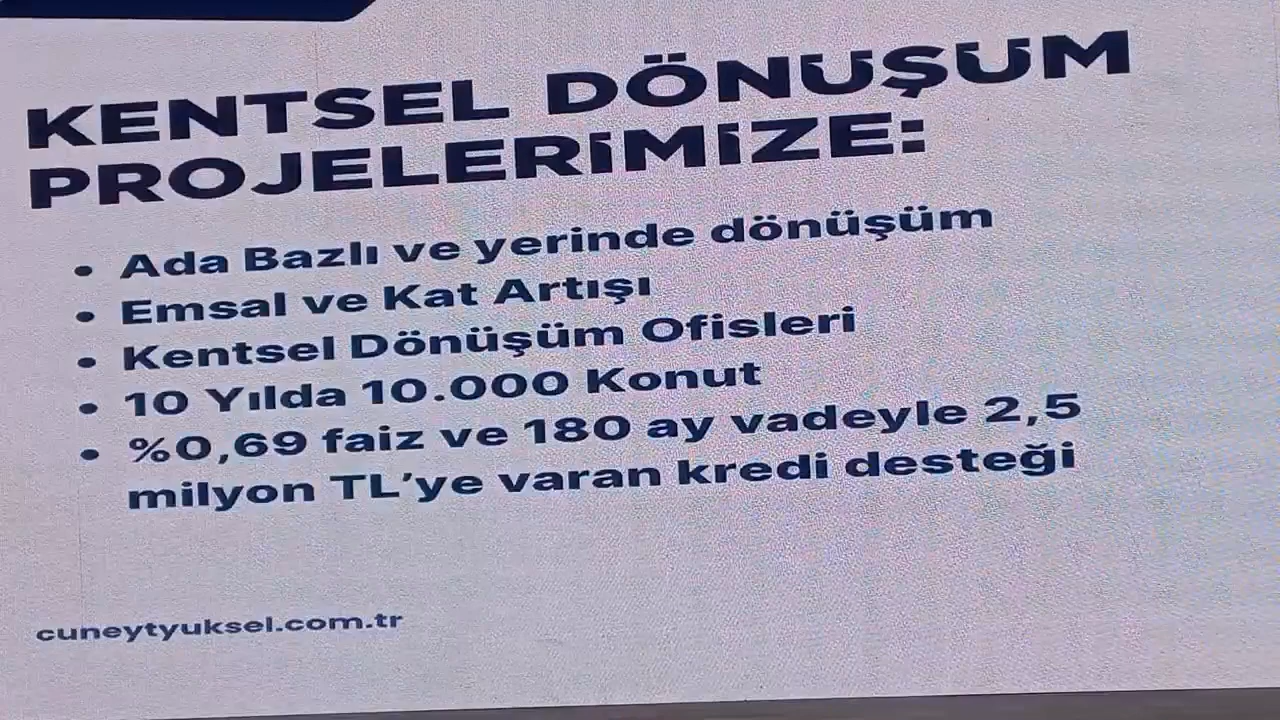 KENTSEL DÖNÜŞÜM
PROJELERİMİZE:
• Ada Bazlı ve yerinde dönüşüm
• Emsal ve Kat Artışı
• Kentsel Dönüşüm Ofisleri
• 10 Yılda 10.000 Konut
• %0,69 faiz ve 180 ay vadeyle 2,5
milyon TL'ye varan kredi desteği
cuneytyuksel.com.tr